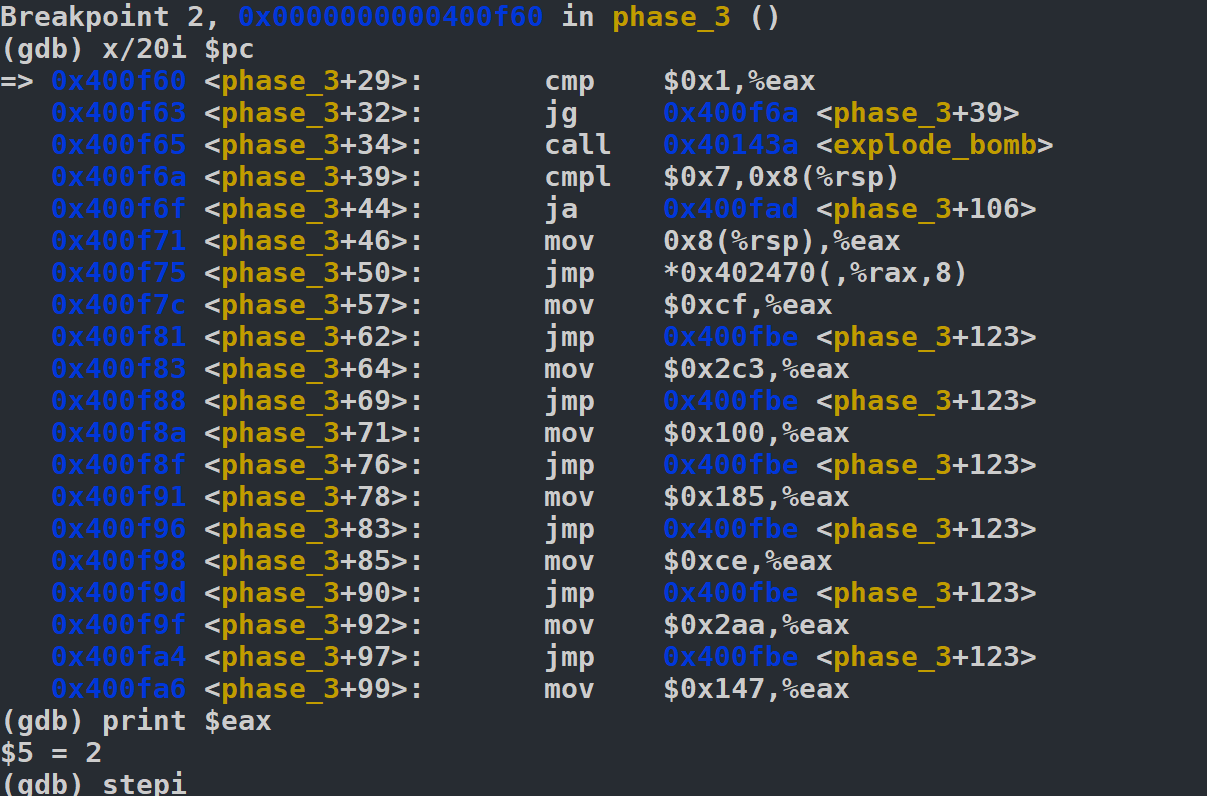 Breakpoint 2, 0x0000000000400f60 in phase_3 ()
(gdb) x/20i $pc
=> 0x400f60 <phase_3+29>:	cmp    $0x1,%eax
   0x400f63 <phase_3+32>:	jg     0x400f6a <phase_3+39>
   0x400f65 <phase_3+34>:	call   0x40143a <explode_bomb>
   0x400f6a <phase_3+39>:	cmpl   $0x7,0x8(%rsp)
   0x400f6f <phase_3+44>:	ja     0x400fad <phase_3+106>
   0x400f71 <phase_3+46>:	mov    0x8(%rsp),%eax
   0x400f75 <phase_3+50>:	jmp    *0x402470(,%rax,8)
   0x400f7c <phase_3+57>:	mov    $0xcf,%eax
   0x400f81 <phase_3+62>:	jmp    0x400fbe <phase_3+123>
   0x400f83 <phase_3+64>:	mov    $0x2c3,%eax
   0x400f88 <phase_3+69>:	jmp    0x400fbe <phase_3+123>
   0x400f8a <phase_3+71>:	mov    $0x100,%eax
   0x400f8f <phase_3+76>:	jmp    0x400fbe <phase_3+123>
   0x400f91 <phase_3+78>:	mov    $0x185,%eax
   0x400f96 <phase_3+83>:	jmp    0x400fbe <phase_3+123>
   0x400f98 <phase_3+85>:	mov    $0xce,%eax
   0x400f9d <phase_3+90>:	jmp    0x400fbe <phase_3+123>
   0x400f9f <phase_3+92>:	mov    $0x2aa,%eax
   0x400fa4 <phase_3+97>:	jmp    0x400fbe <phase_3+123>
   0x400fa6 <phase_3+99>:	mov    $0x147,%eax
(gdb) print $eax
$5 = 2
(gdb) stepi